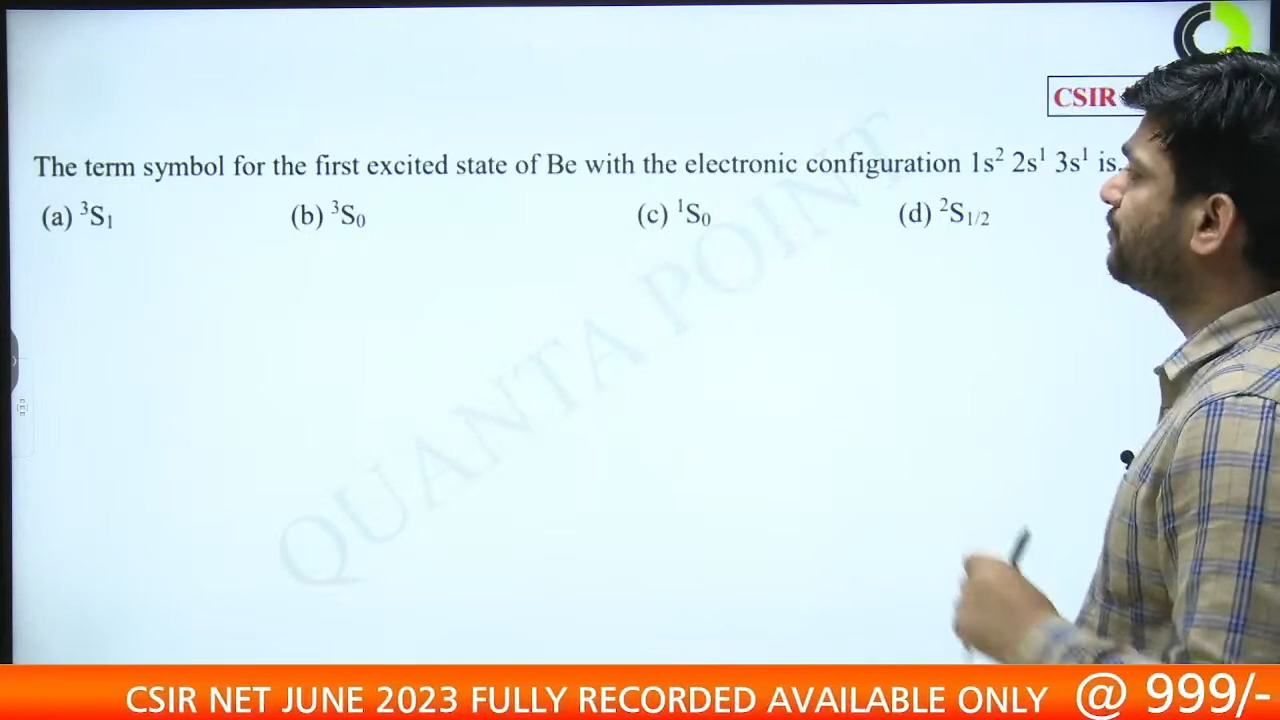 CSIR
The term symbol for the first excited state of Be with the electronic configuration 1s² 2s¹ 3s¹ is.
(a) ³S₁ (b) ³S₀ (c) ¹S₀ (d) ²S₁/₂
QUANTA POINT
CSIR NET JUNE 2023 FULLY RECORDED AVAILABLE ONLY @ 999/-